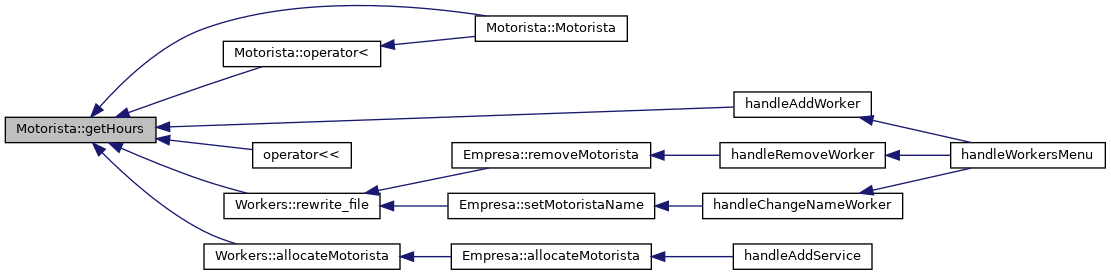 Motorista::Motorista
Motorista::operator<
handleAddWorker
Motorista::getHours
operator<<
Empresa::removeMotorista
handleRemoveWorker
handleWorkersMenu
Workers::rewrite_file
Empresa::setMotoristaName
handleChangeNameWorker
Workers::allocateMotorista
Empresa::allocateMotorista
handleAddService